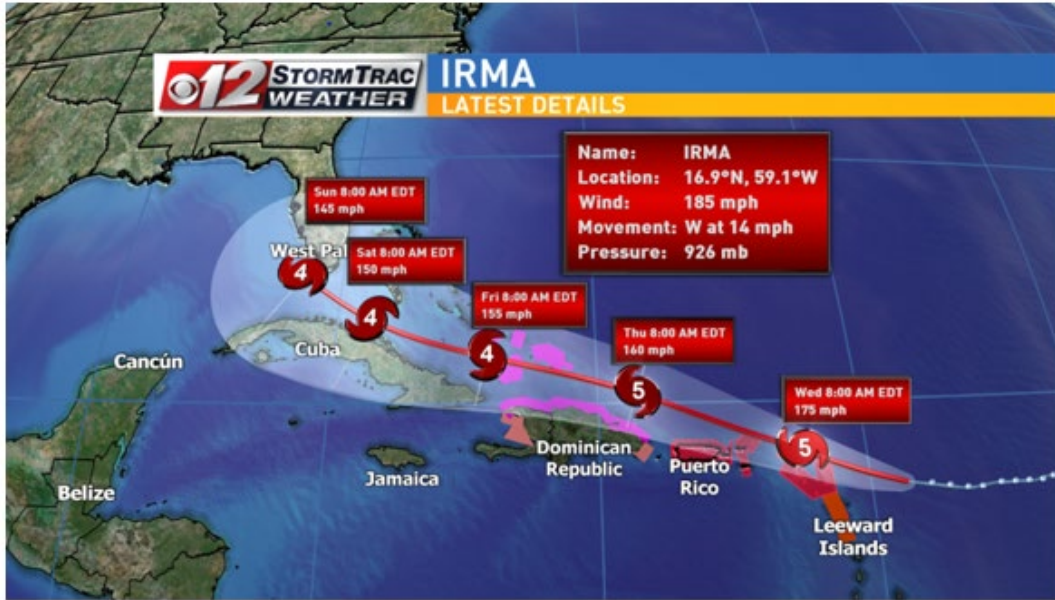 12 STORMTRAC WEATHER
IRMA
LATEST DETAILS
Name: IRMA
Location: 16.9°N, 59.1°W
Wind: 185 mph
Movement: W at 14 mph
Pressure: 926 mb
Sun 8:00 AM EDT
145 mph
West Pal
4
Sat 8:00 AM EDT
150 mph
4
Fri 8:00 AM EDT
155 mph
4
Thu 8:00 AM EDT
160 mph
5
Wed 8:00 AM EDT
175 mph
5
Cancún
Cuba
Belize
Jamaica
Dominican
Republic
Puerto
Rico
Leeward
Islands